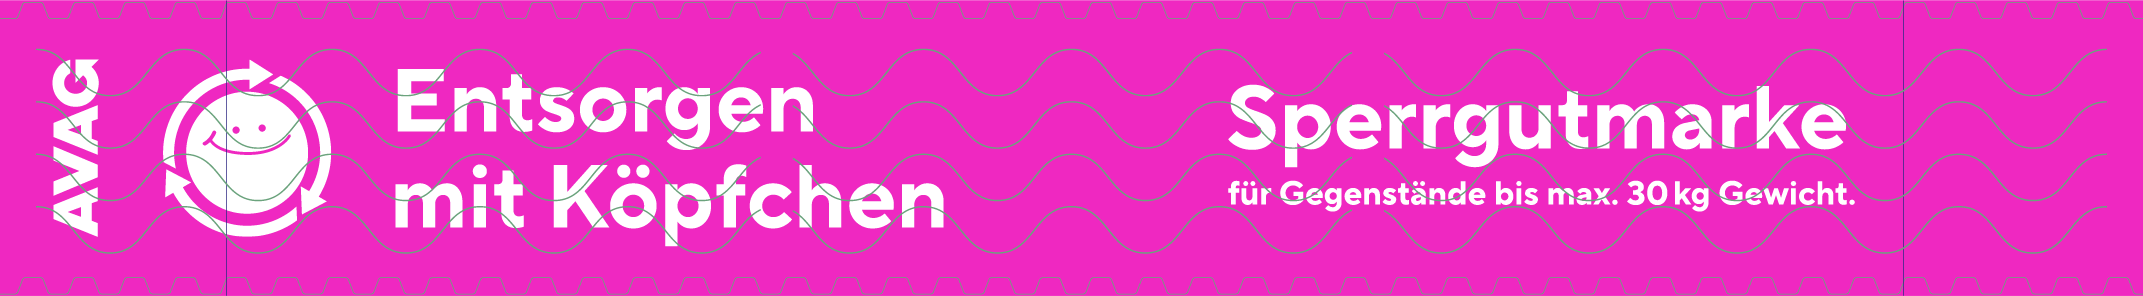 AVAG
Entsorgen
mit Köpfchen
Sperrgutmarke
für Gegenstände bis max. 30 kg Gewicht.